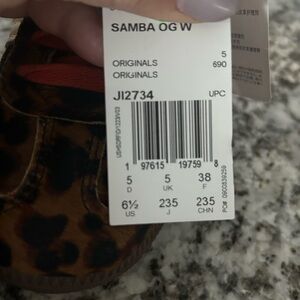 SAMBA OG W
5
ORIGINALS 690
ORIGINALS
JI2734 UPC
1 97615 19759 8
5 5 38
D UK F
6½ 235 235
US J CHN